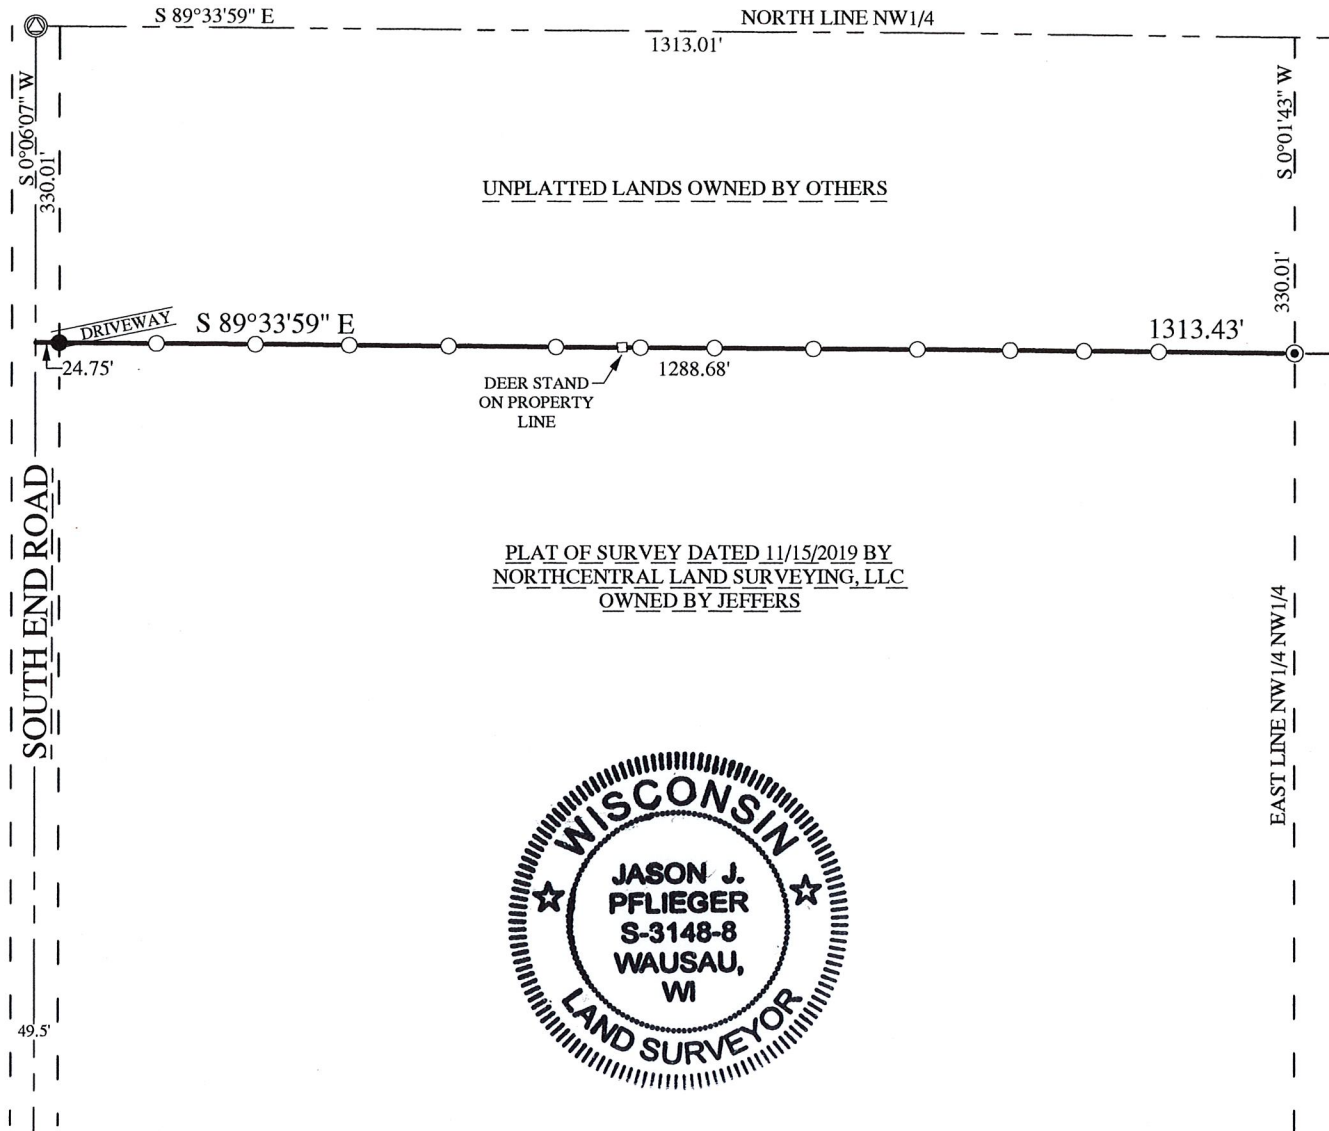 S 89°33'59" E
NORTH LINE NW1/4
1313.01'
S 0°06'07" W
330.01'
S 0°01'43" W
330.01'
UNPLATTED LANDS OWNED BY OTHERS
DRIVEWAY
S 89°33'59" E
1313.43'
24.75'
1288.68'
DEER STAND
ON PROPERTY
LINE
SOUTH END ROAD
PLAT OF SURVEY DATED 11/15/2019 BY
NORTHCENTRAL LAND SURVEYING, LLC
OWNED BY JEFFERS
EAST LINE NW1/4 NW1/4
WISCONSIN
JASON J.
PFLIEGER
S-3148-8
WAUSAU,
WI
LAND SURVEYOR
49.5'